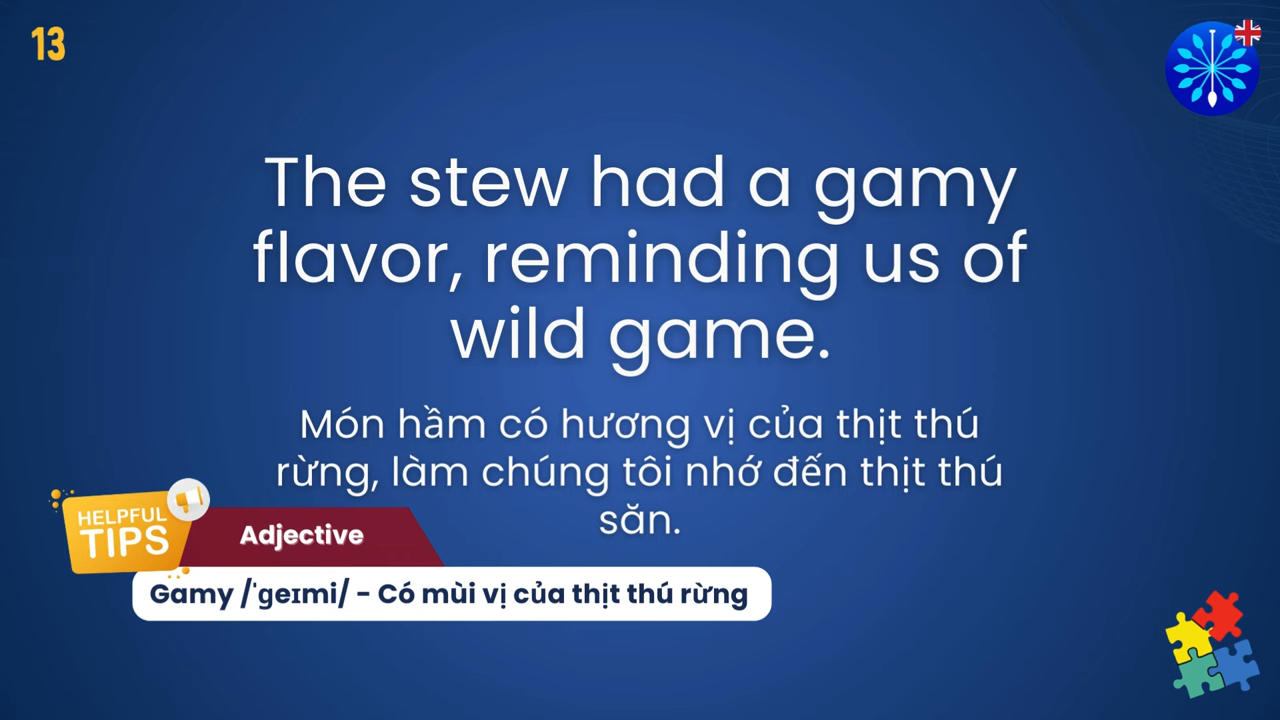 13
The stew had a gamy
flavor, reminding us of
wild game.
Món hầm có hương vị của thịt thú
rừng, làm chúng tôi nhớ đến thịt thú
săn.
HELPFUL
TIPS
Adjective
Gamy /ˈɡeɪmi/ - Có mùi vị của thịt thú rừng